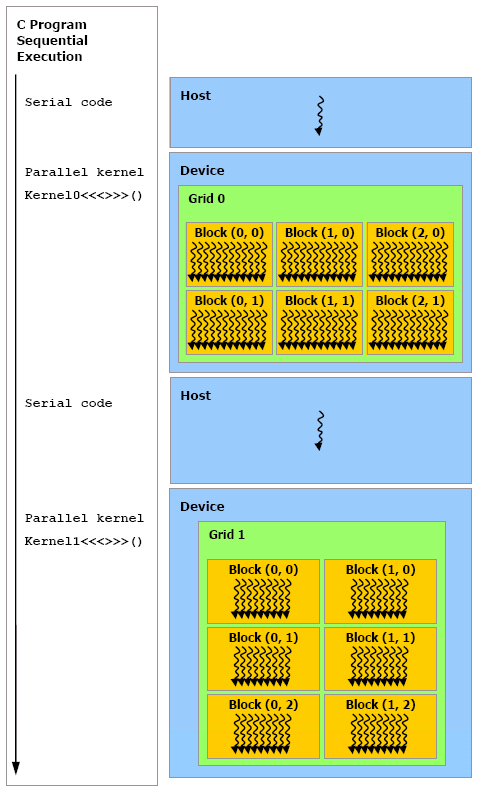 C Program
Sequential
Execution
Serial code
Host
Parallel kernel
Kernel0<<<>>>()
Device
Grid 0
Block (0, 0)
Block (1, 0)
Block (2, 0)
Block (0, 1)
Block (1, 1)
Block (2, 1)
Serial code
Host
Parallel kernel
Kernel1<<<>>>()
Device
Grid 1
Block (0, 0)
Block (1, 0)
Block (0, 1)
Block (1, 1)
Block (0, 2)
Block (1, 2)